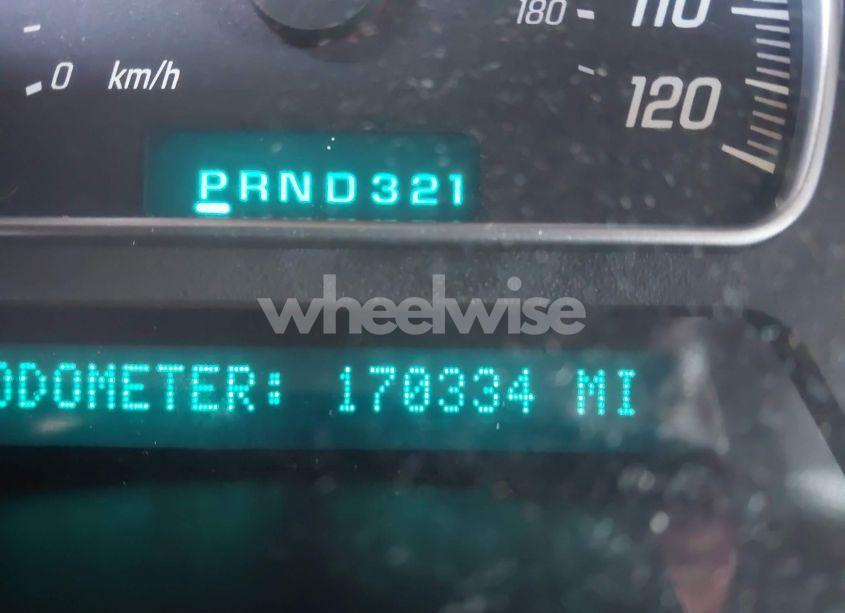 180 110
0 km/h
120
PRND321
wheelwise
ODOMETER: 170334 MI